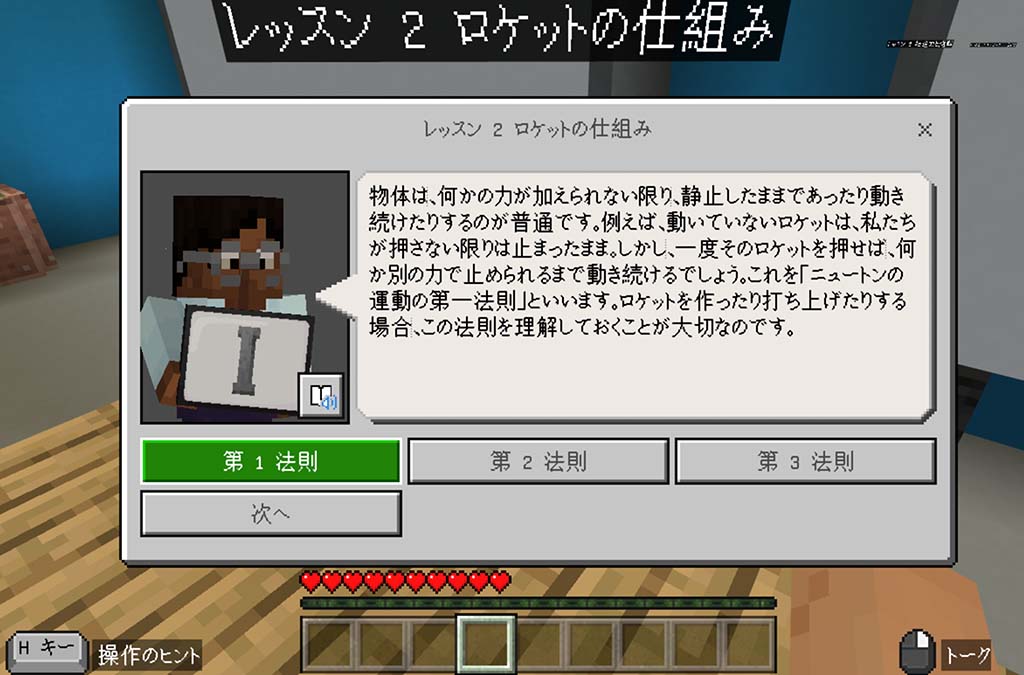 レッスン 2 ロケットの仕組み
レッスン 2 ロケットの仕組み
物体は、何かの力が加えられない限り、静止したままであったり動き
続けたりするのが普通です。例えば、動いていないロケットは、私たち
が押さない限りは止まったまま。しかし、一度そのロケットを押せば、何
か別の力で止められるまで動き続けるでしょう。これを「ニュートンの
運動の第一法則」といいます。ロケットを作ったり打ち上げたりする
場合、この法則を理解しておくことが大切なのです。
I
第 1 法則
第 2 法則
第 3 法則
次へ
H キー
操作のヒント
トーク